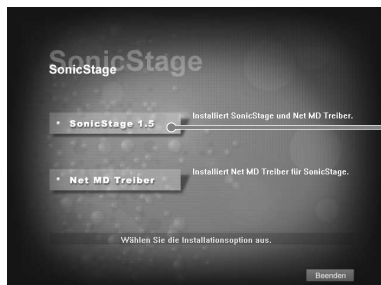 SonicStage
SonicStage
SonicStage 1.5
Installiert SonicStage und Net MD Treiber.
Net MD Treiber
Installiert Net MD Treiber für SonicStage.
Wählen Sie die Installationsoption aus.
Beenden